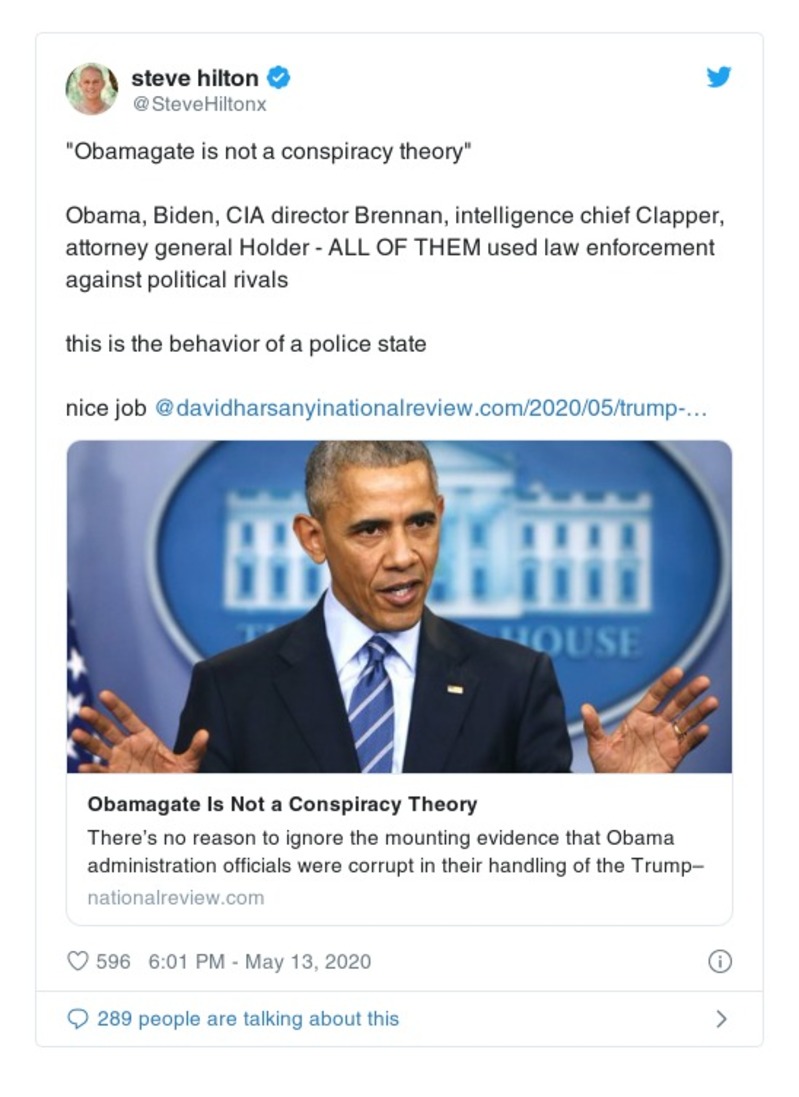 steve hilton
@SteveHiltonx
"Obamagate is not a conspiracy theory"
Obama, Biden, CIA director Brennan, intelligence chief Clapper,
attorney general Holder - ALL OF THEM used law enforcement
against political rivals
this is the behavior of a police state
nice job @davidharsanyinationalreview.com/2020/05/trump-…
HOUSE
Obamagate Is Not a Conspiracy Theory
There’s no reason to ignore the mounting evidence that Obama
administration officials were corrupt in their handling of the Trump–
nationalreview.com
596 6:01 PM - May 13, 2020
289 people are talking about this